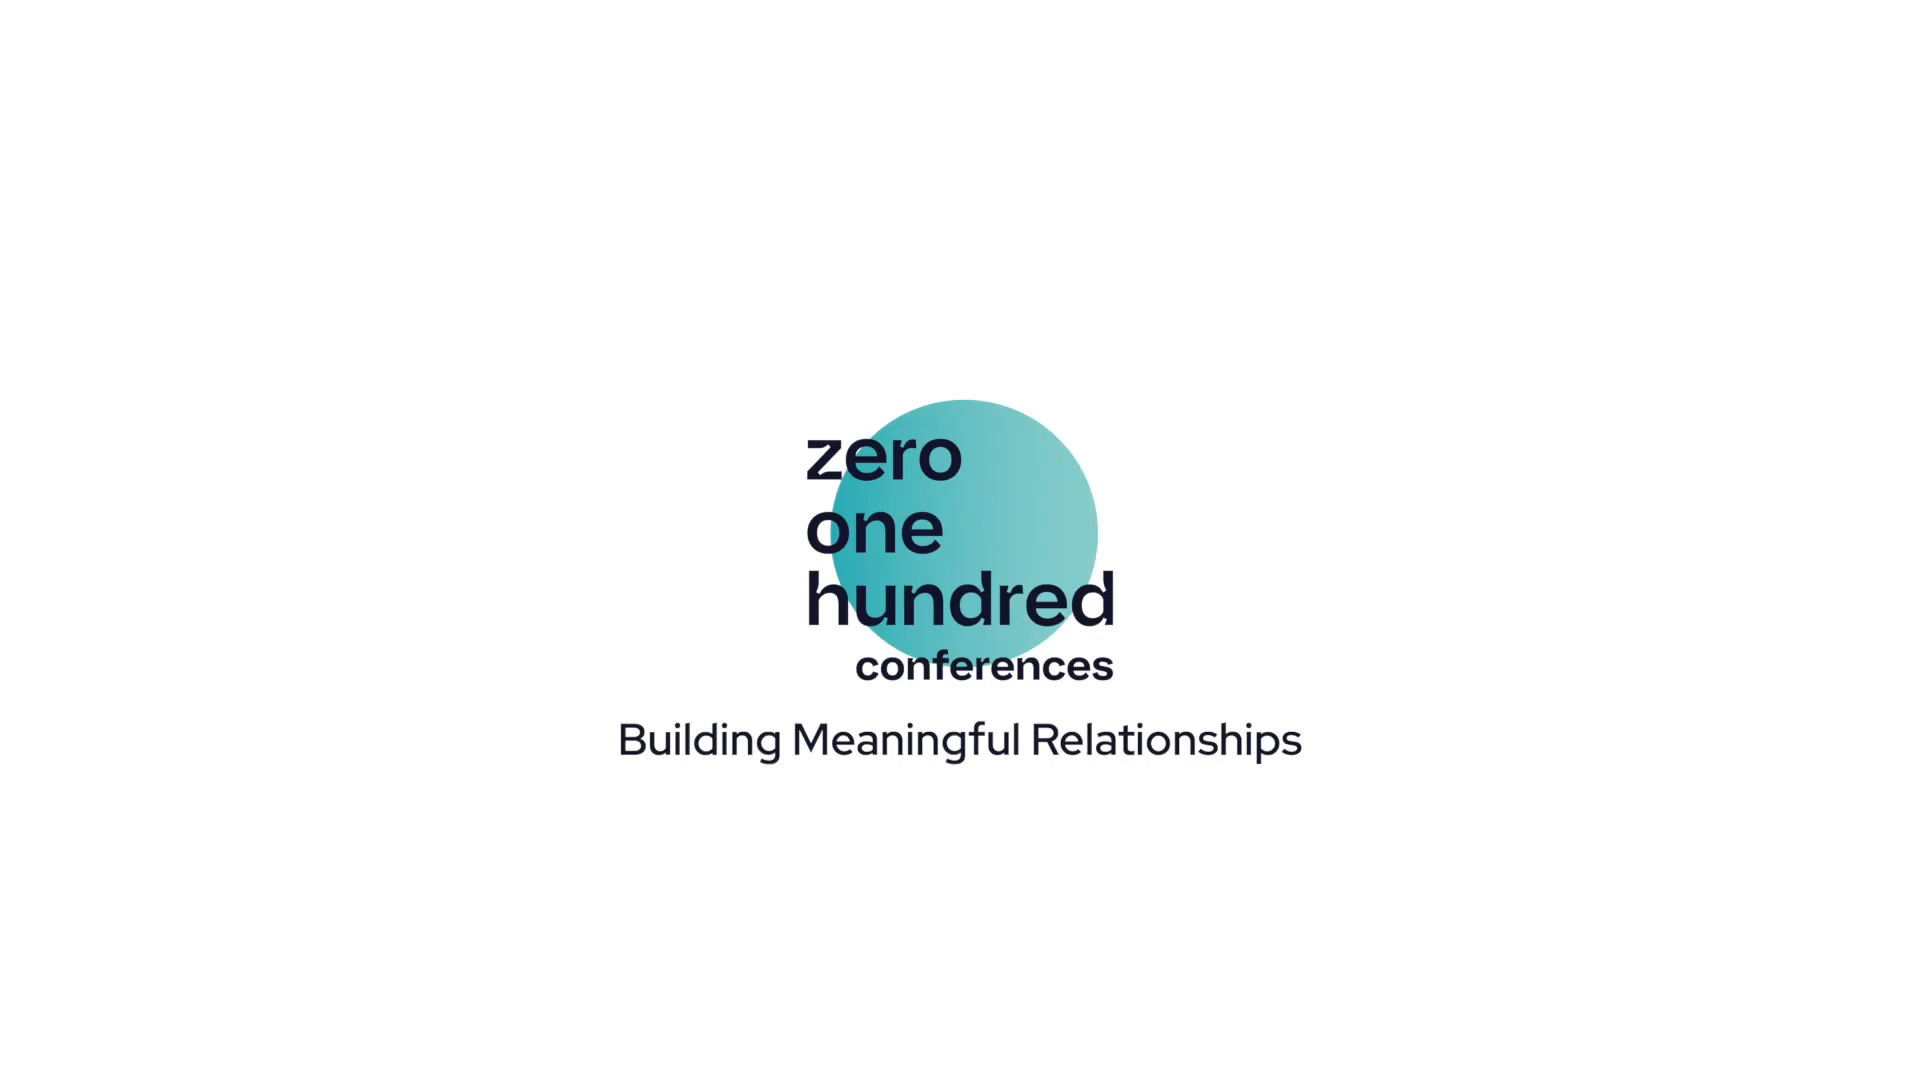 zero
one
hundred
conferences
Building Meaningful Relationships